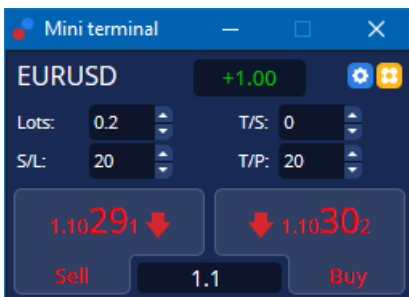 Mini terminal
EURUSD +1.00
Lots: 0.2 T/S: 0
S/L: 20 T/P: 20
1.10291 1.10302
Sell 1.1 Buy